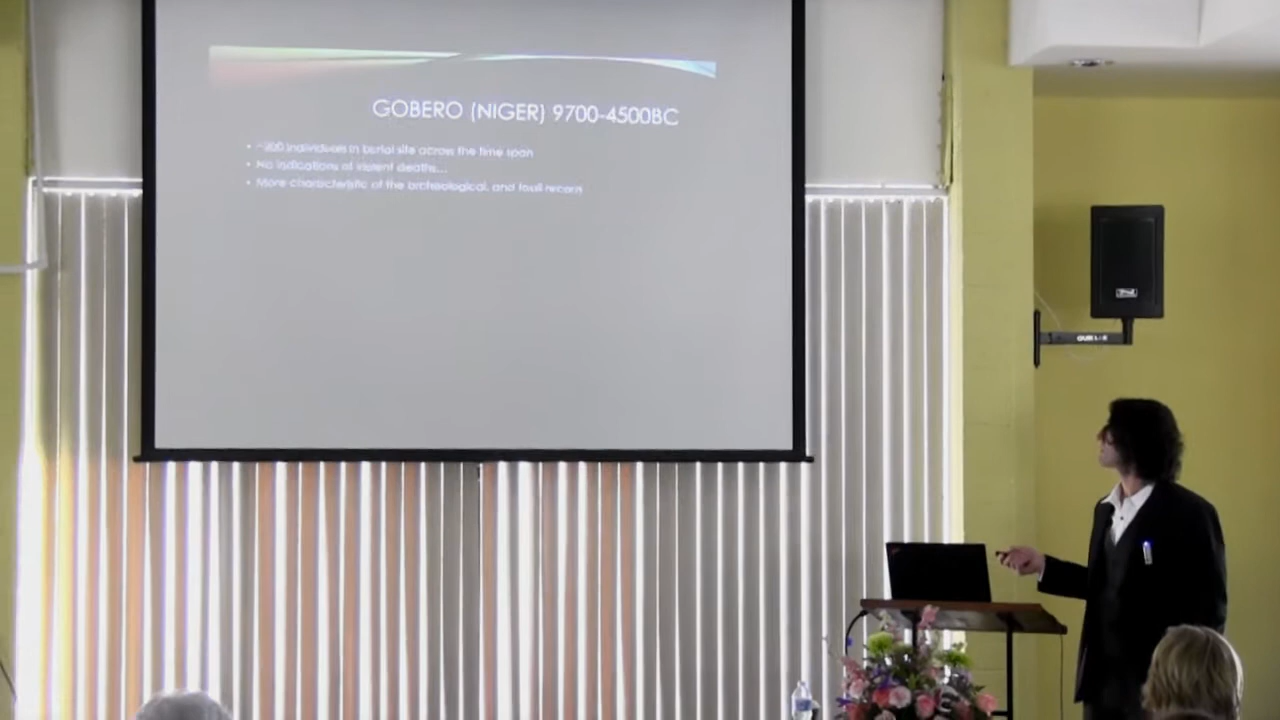 GOBERO (NIGER) 9700-4500BC
• ~200 individuals in burial site across the time span
• No indications of violent deaths...
• More characteristic of the archeological, and fossil record